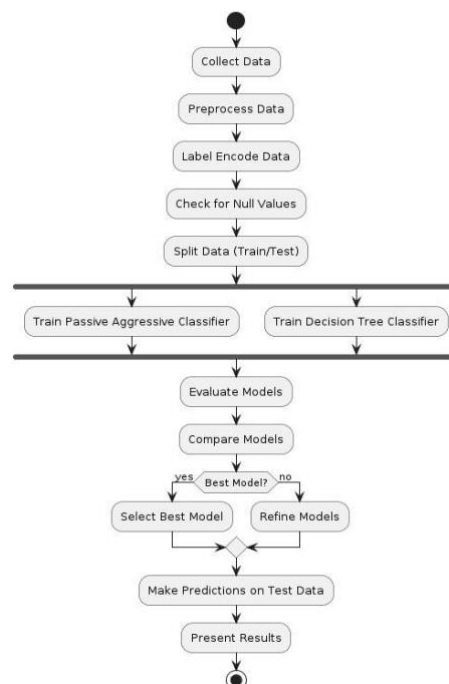 Collect Data
Preprocess Data
Label Encode Data
Check for Null Values
Split Data (Train/Test)
Train Passive Aggressive Classifier
Train Decision Tree Classifier
Evaluate Models
Compare Models
yes
Best Model?
no
Select Best Model
Refine Models
Make Predictions on Test Data
Present Results